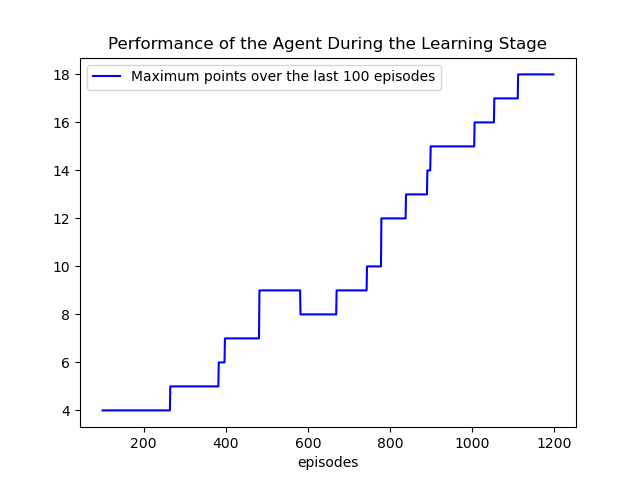 Performance of the Agent During the Learning Stage
Maximum points over the last 100 episodes
18
16
14
12
10
8
6
4
200 400 600 800 1000 1200
episodes